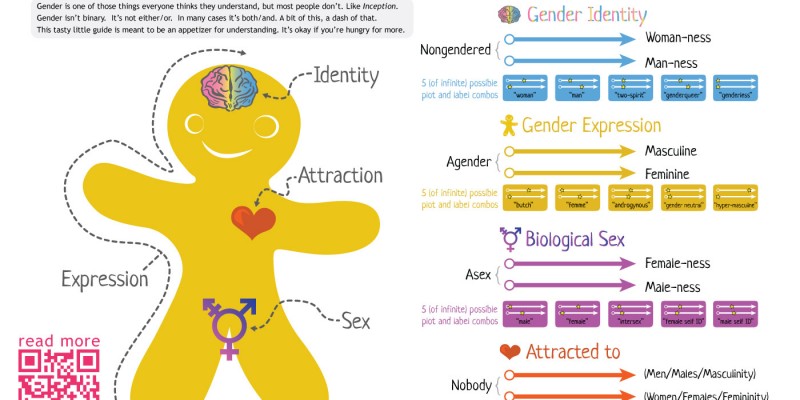 Gender is one of those things everyone thinks they understand, but most people don't. Like Inception.
Gender isn't binary. It's not either/or. In many cases it's both/and. A bit of this, a dash of that.
This tasty little guide is meant to be an appetizer for understanding. It's okay if you're hungry for more.
Identity
Attraction
Expression
Sex
read more
Gender Identity
Nongendered
Woman-ness
Man-ness
5 (of infinite) possible
plot and label combos
"woman"
"man"
"two-spirit"
"genderqueer"
"genderless"
Gender Expression
Agender
Masculine
Feminine
5 (of infinite) possible
plot and label combos
"butch"
"femme"
"androgynous"
"gender neutral"
"hyper-masculine"
Biological Sex
Asex
Female-ness
Male-ness
5 (of infinite) possible
plot and label combos
"male"
"female"
"intersex"
"female self ID"
"male self ID"
Attracted to
Nobody
(Men/Males/Masculinity)
(Women/Females/Femininity)